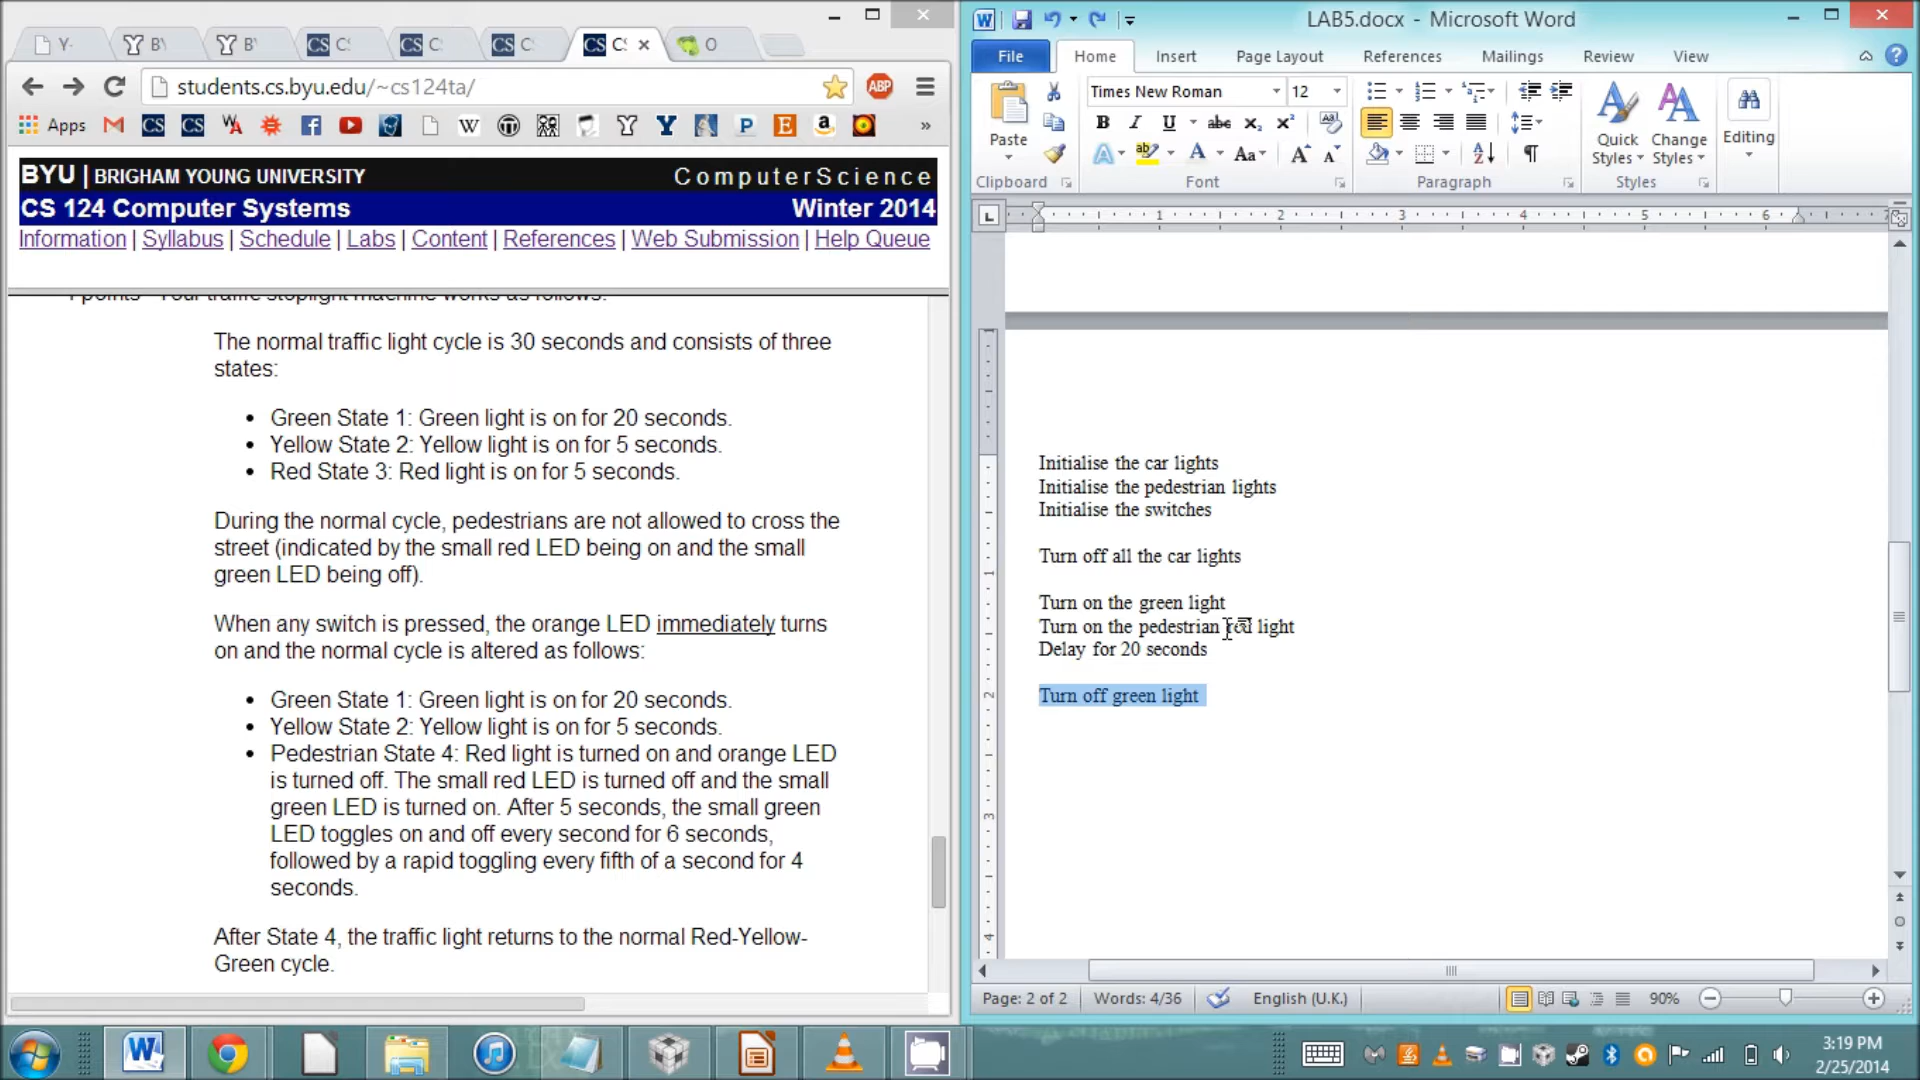 Y-
BY
BY
CS C
CS C
CS C
CS C
O
students.cs.byu.edu/~cs124ta/
ABP
Apps
BYU | BRIGHAM YOUNG UNIVERSITY
ComputerScience
CS 124 Computer Systems
Winter 2014
Information | Syllabus | Schedule | Labs | Content | References | Web Submission | Help Queue
The normal traffic light cycle is 30 seconds and consists of three
states:
• Green State 1: Green light is on for 20 seconds.
• Yellow State 2: Yellow light is on for 5 seconds.
• Red State 3: Red light is on for 5 seconds.
During the normal cycle, pedestrians are not allowed to cross the
street (indicated by the small red LED being on and the small
green LED being off).
When any switch is pressed, the orange LED immediately turns
on and the normal cycle is altered as follows:
• Green State 1: Green light is on for 20 seconds.
• Yellow State 2: Yellow light is on for 5 seconds.
• Pedestrian State 4: Red light is turned on and orange LED
is turned off. The small red LED is turned off and the small
green LED is turned on. After 5 seconds, the small green
LED toggles on and off every second for 6 seconds,
followed by a rapid toggling every fifth of a second for 4
seconds.
After State 4, the traffic light returns to the normal Red-Yellow-
Green cycle.
LAB5.docx - Microsoft Word
File Home Insert Page Layout References Mailings Review View
Times New Roman 12
Paste
Quick Styles
Change Styles
Editing
Clipboard Font Paragraph Styles
1 2 3 4 5 6 7
Initialise the car lights
Initialise the pedestrian lights
Initialise the switches
Turn off all the car lights
Turn on the green light
Turn on the pedestrian red light
Delay for 20 seconds
Turn off green light
Page: 2 of 2 Words: 4/36 English (U.K.) 90%
3:19 PM
2/25/2014